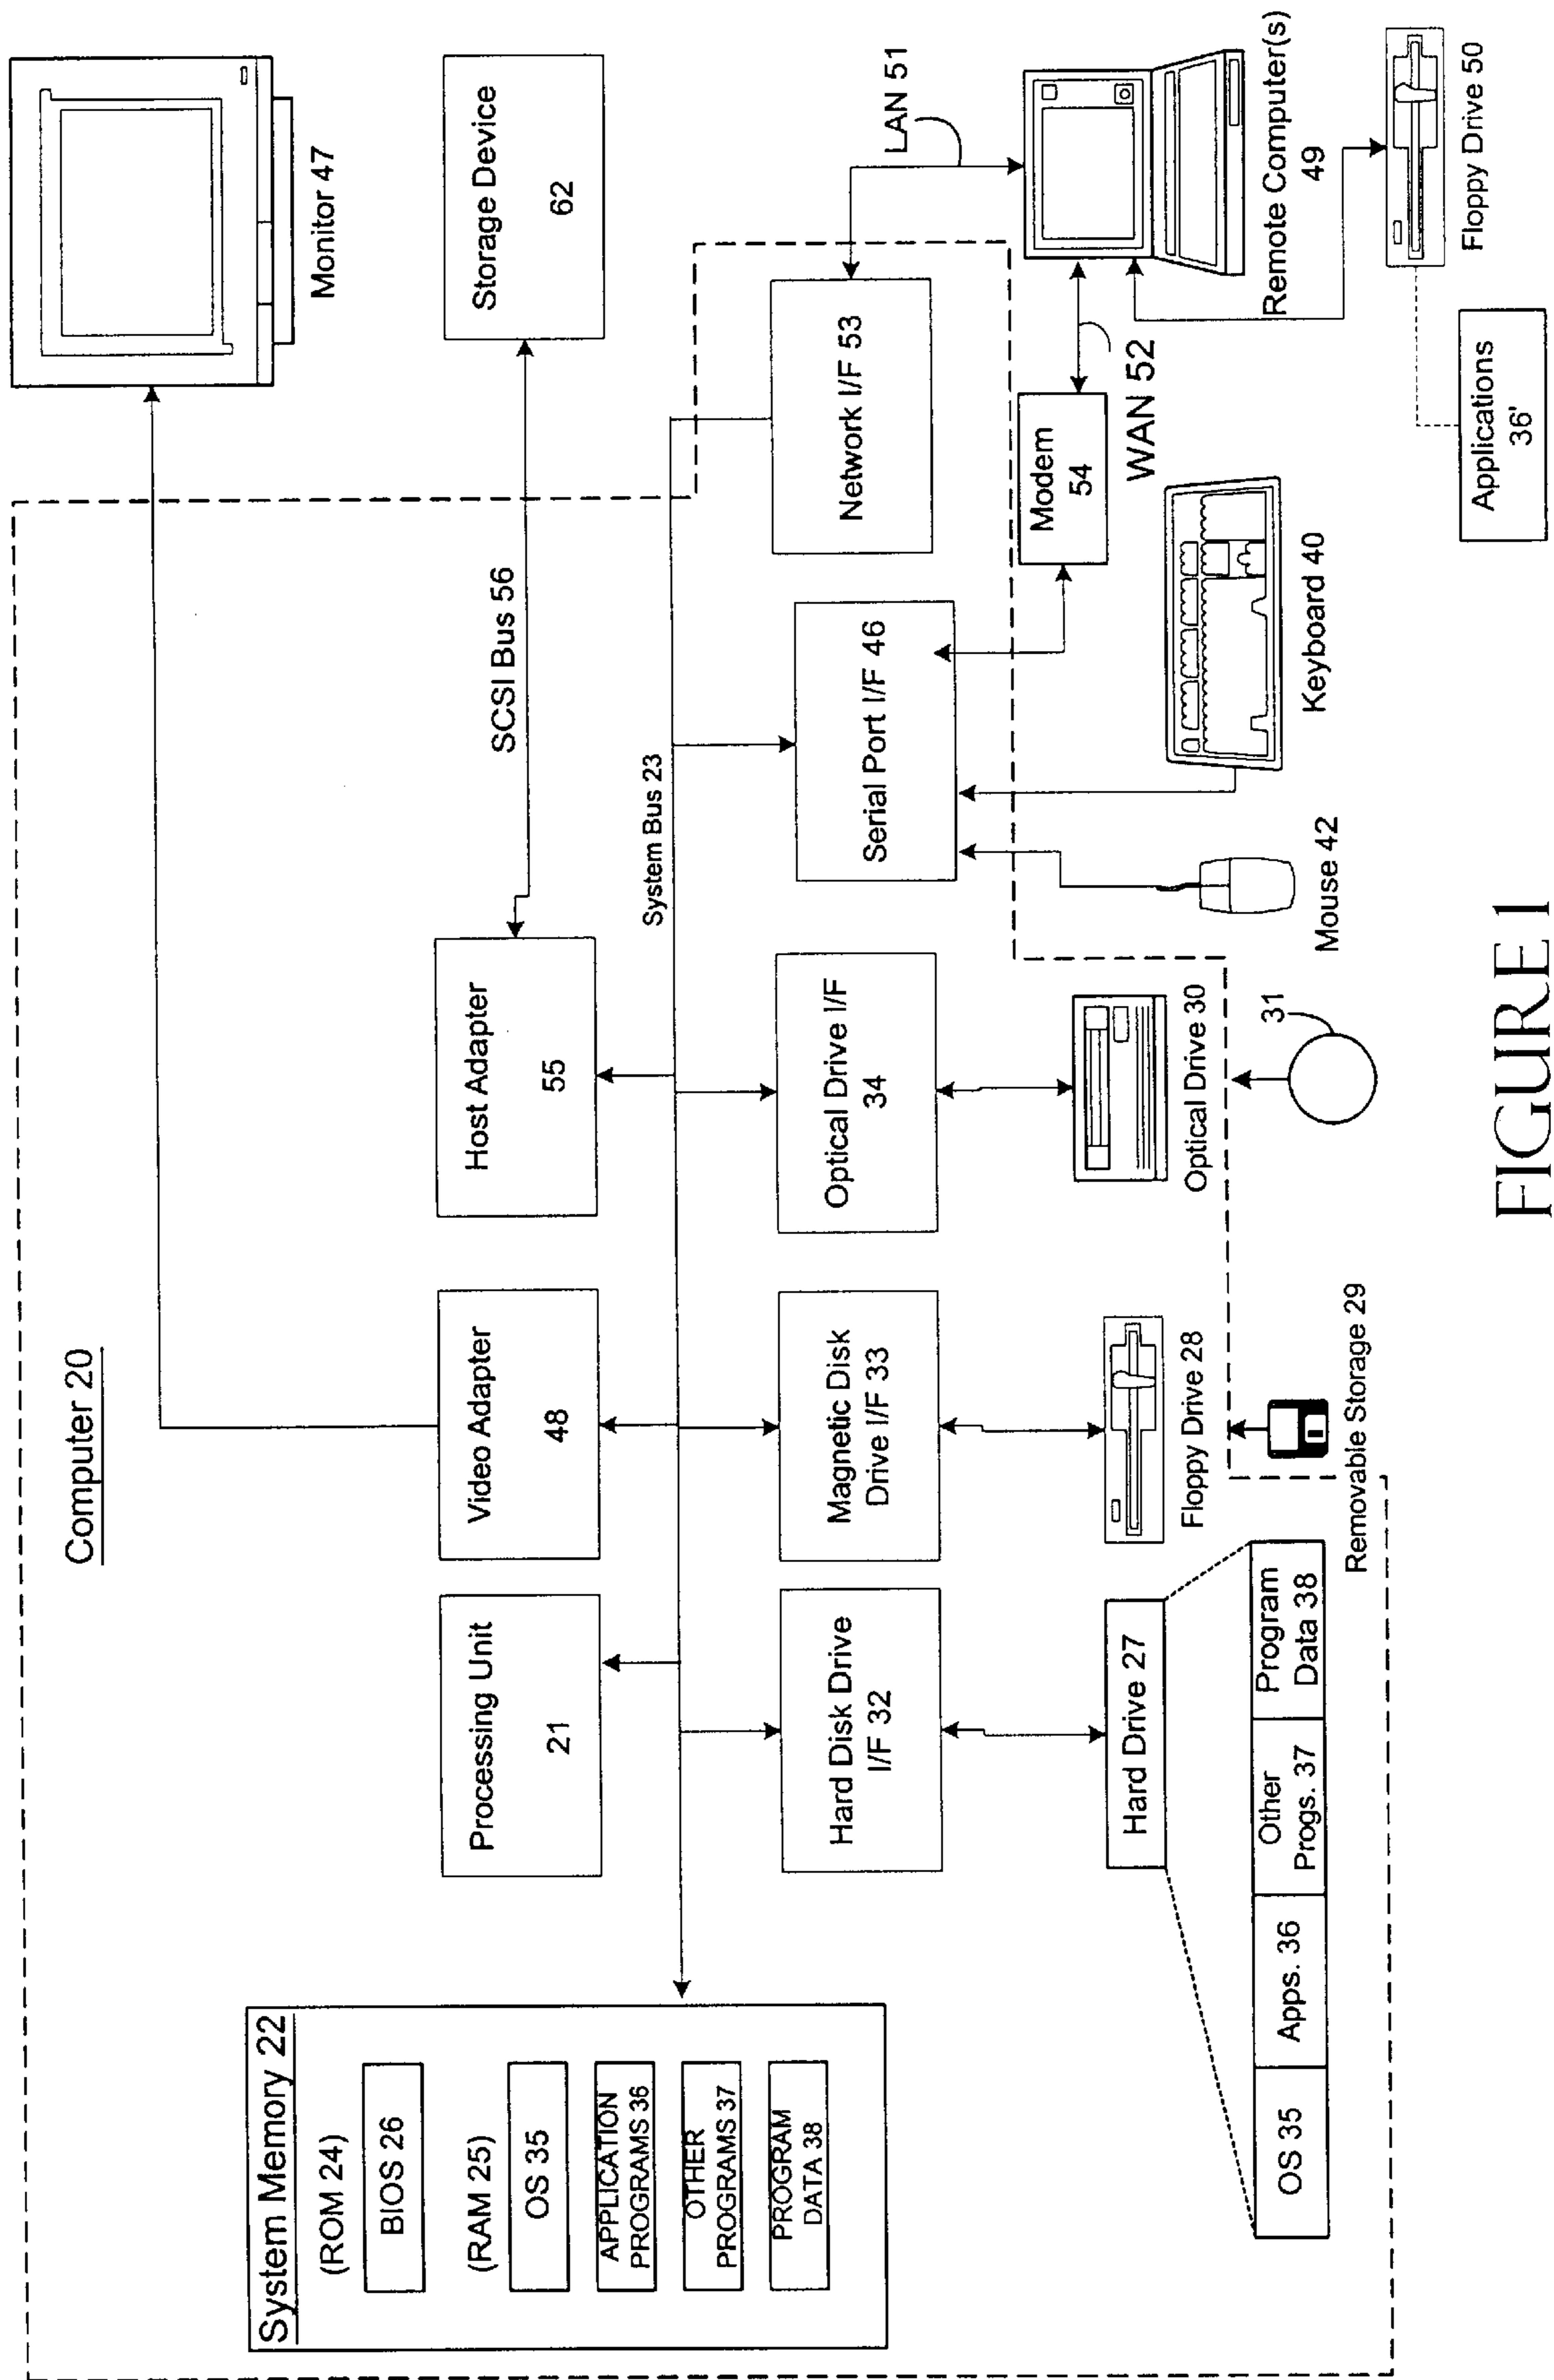 Computer 20
Monitor 47
System Memory 22
(ROM 24)
BIOS 26
(RAM 25)
OS 35
APPLICATION
PROGRAMS 36
OTHER
PROGRAMS 37
PROGRAM
DATA 38
Processing Unit
21
Video Adapter
48
Host Adapter
55
SCSI Bus 56
Storage Device
62
System Bus 23
Hard Disk Drive
I/F 32
Magnetic Disk
Drive I/F 33
Optical Drive I/F
34
Serial Port I/F 46
Network I/F 53
LAN 51
Hard Drive 27
Floppy Drive 28
Optical Drive 30
Modem
54
WAN 52
Remote Computer(s)
49
OS 35
Apps. 36
Other
Progs. 37
Program
Data 38
Removable Storage 29
31
Mouse 42
Keyboard 40
Floppy Drive 50
Applications
36'
FIGURE 1